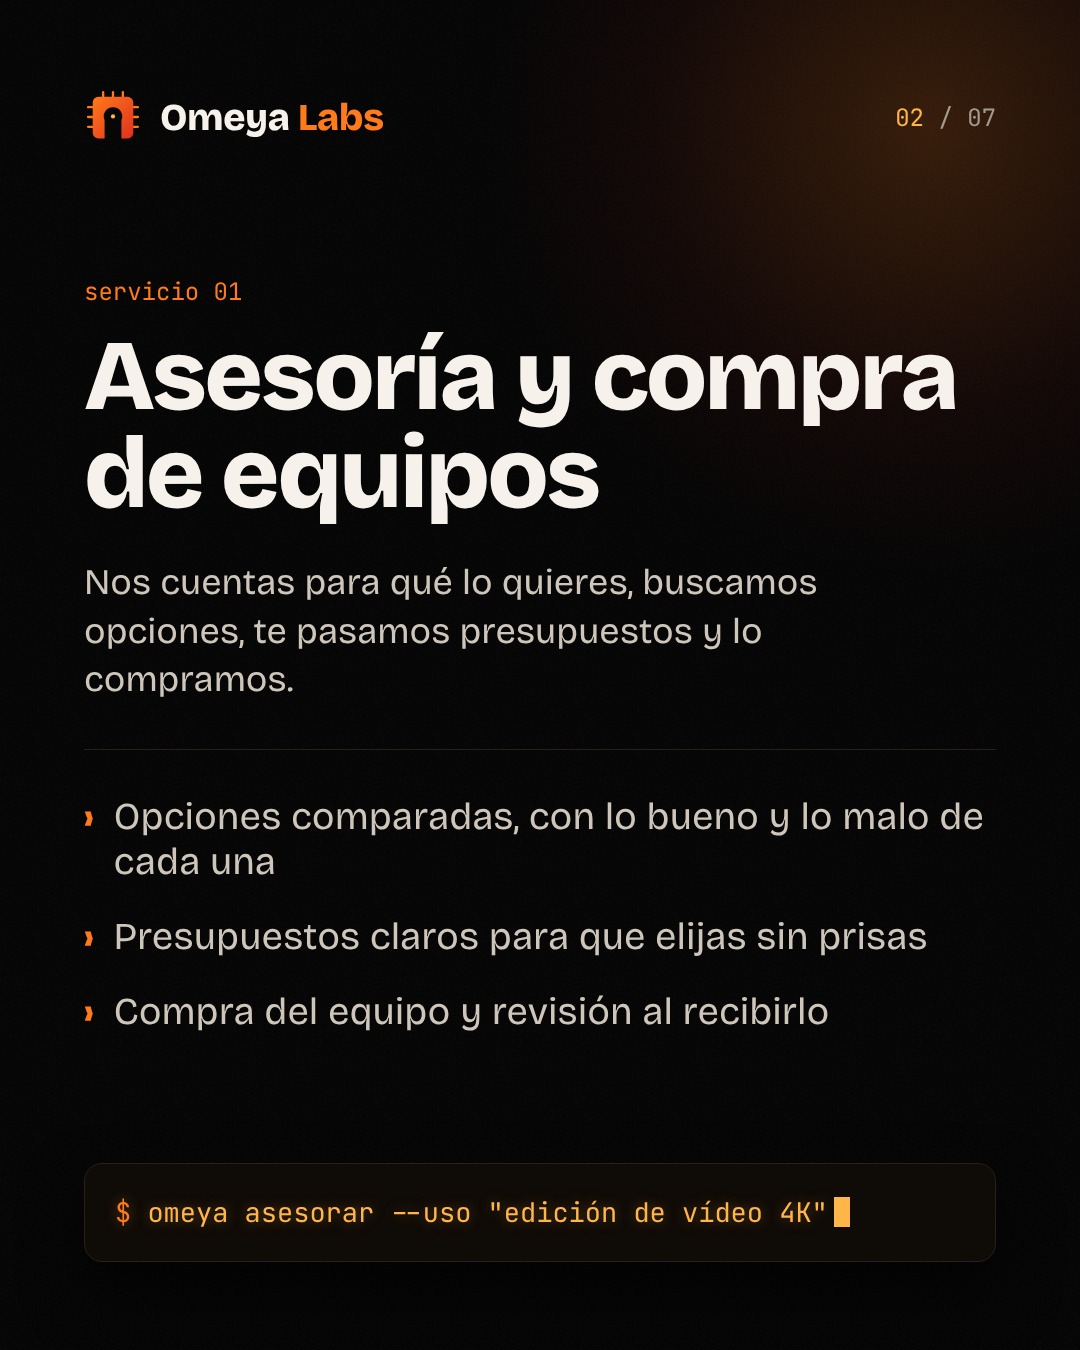 Omeya Labs
02 / 07
servicio 01
Asesoría y compra
de equipos
Nos cuentas para qué lo quieres, buscamos
opciones, te pasamos presupuestos y lo
compramos.
› Opciones comparadas, con lo bueno y lo malo de
cada una
› Presupuestos claros para que elijas sin prisas
› Compra del equipo y revisión al recibirlo
$ omeya asesorar --uso "edición de vídeo 4K"